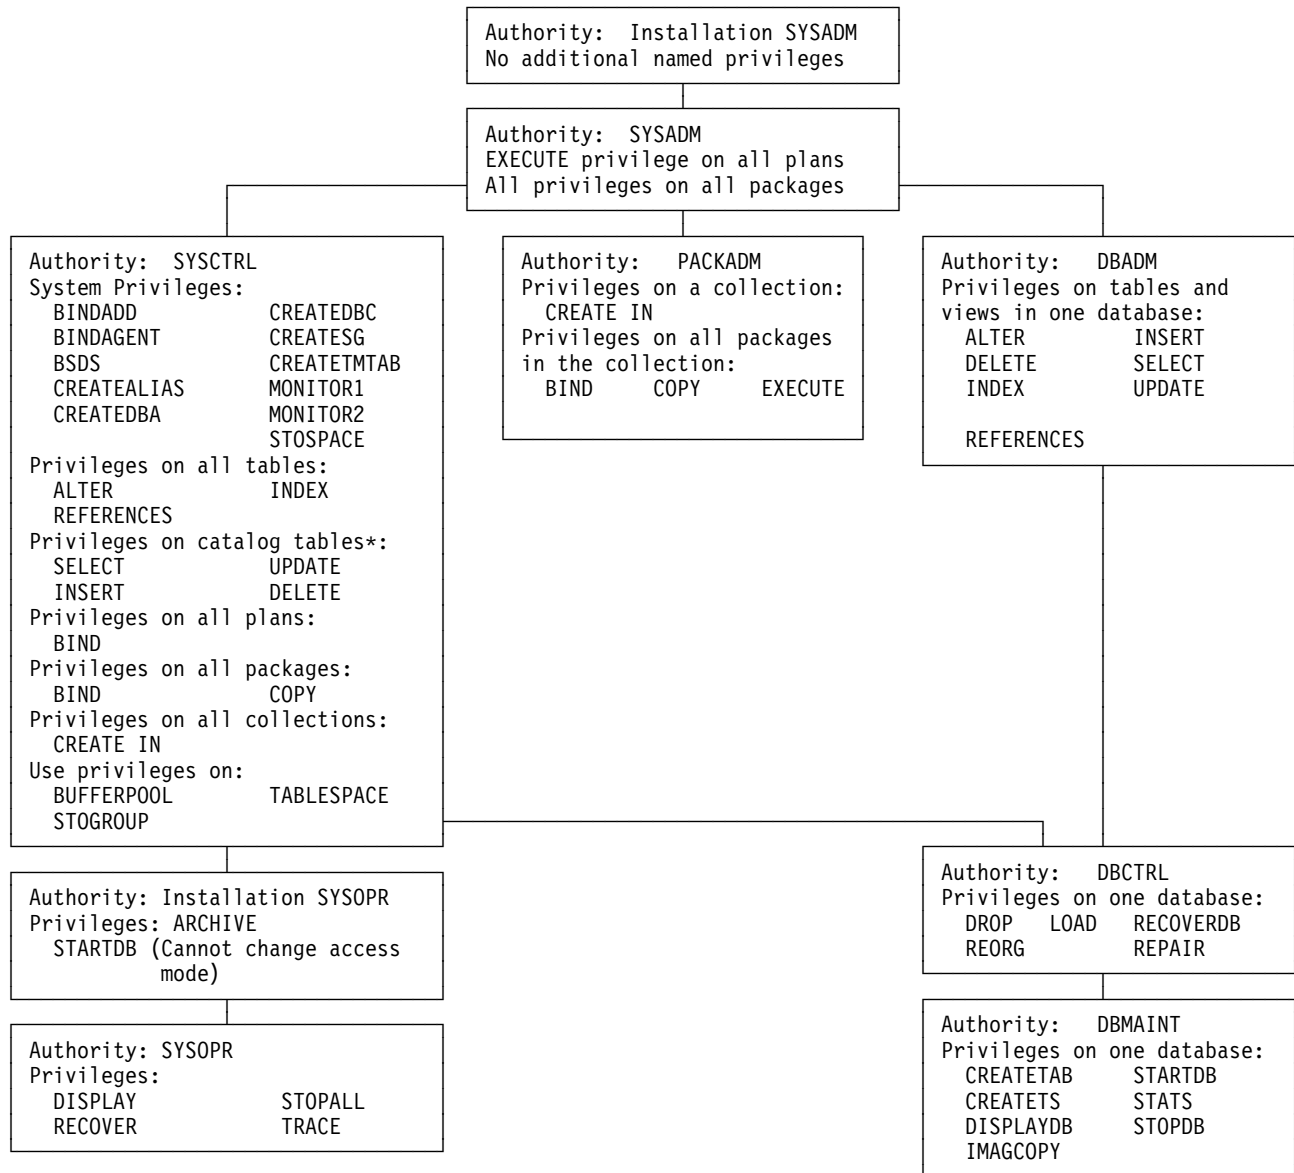 Authority: Installation SYSADM
No additional named privileges
Authority: SYSADM
EXECUTE privilege on all plans
All privileges on all packages
Authority: SYSCTRL
System Privileges:
BINDADD CREATEDBC
BINDAGENT CREATESG
BSDS CREATETMTAB
CREATEALIAS MONITOR1
CREATEDBA MONITOR2
STOSPACE
Privileges on all tables:
ALTER INDEX
REFERENCES
Privileges on catalog tables*:
SELECT UPDATE
INSERT DELETE
Privileges on all plans:
BIND
Privileges on all packages:
BIND COPY
Privileges on all collections:
CREATE IN
Use privileges on:
BUFFERPOOL TABLESPACE
STOGROUP
Authority: PACKADM
Privileges on a collection:
CREATE IN
Privileges on all packages
in the collection:
BIND COPY EXECUTE
Authority: DBADM
Privileges on tables and
views in one database:
ALTER INSERT
DELETE SELECT
INDEX UPDATE
REFERENCES
Authority: Installation SYSOPR
Privileges: ARCHIVE
STARTDB (Cannot change access
mode)
Authority: SYSOPR
Privileges:
DISPLAY STOPALL
RECOVER TRACE
Authority: DBCTRL
Privileges on one database:
DROP LOAD RECOVERDB
REORG REPAIR
Authority: DBMAINT
Privileges on one database:
CREATETAB STARTDB
CREATETS STATS
DISPLAYDB STOPDB
IMAGCOPY